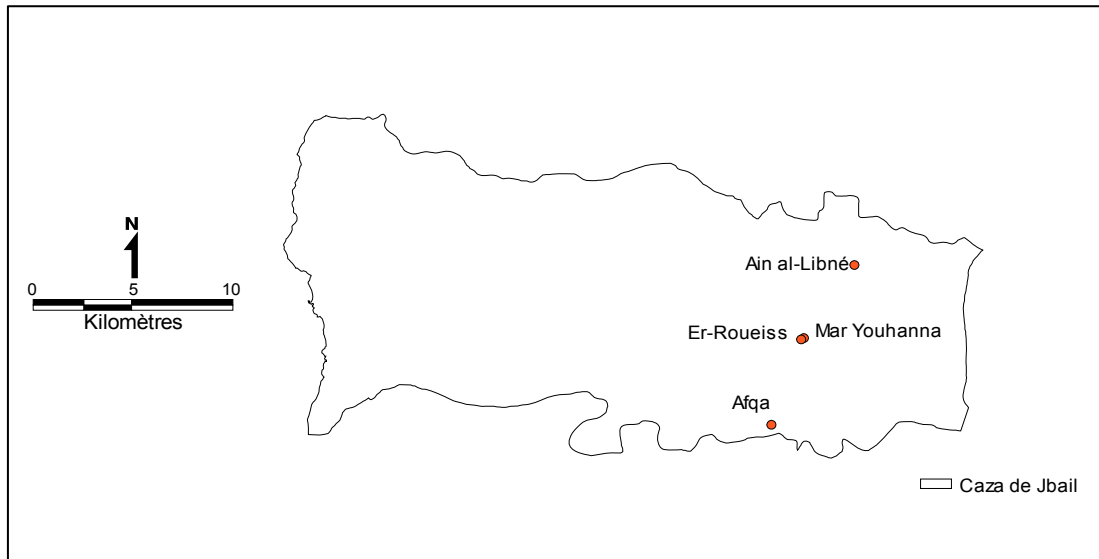 N
0 5 10
Kilomètres
Ain al-Libné
Er-Roueiss Mar Youhanna
Afqa
Caza de Jbail